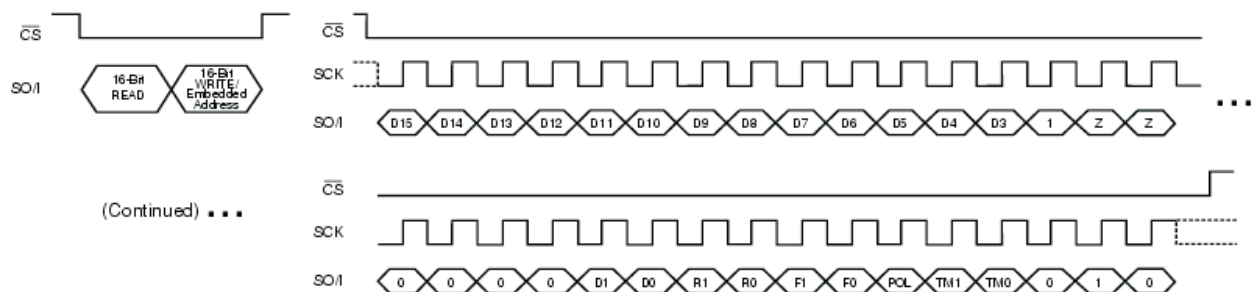 CS CS
SCK
SO/I 16-Bit READ 16-Bit WRITE/ Embedded Address SO/I D15 D14 D13 D12 D11 D10 D9 D8 D7 D6 D5 D4 D3 1 Z Z
CS
(Continued)
SCK
SO/I 0 0 0 0 D1 D0 R1 R0 F1 F0 POL TM1 TM0 0 1 0